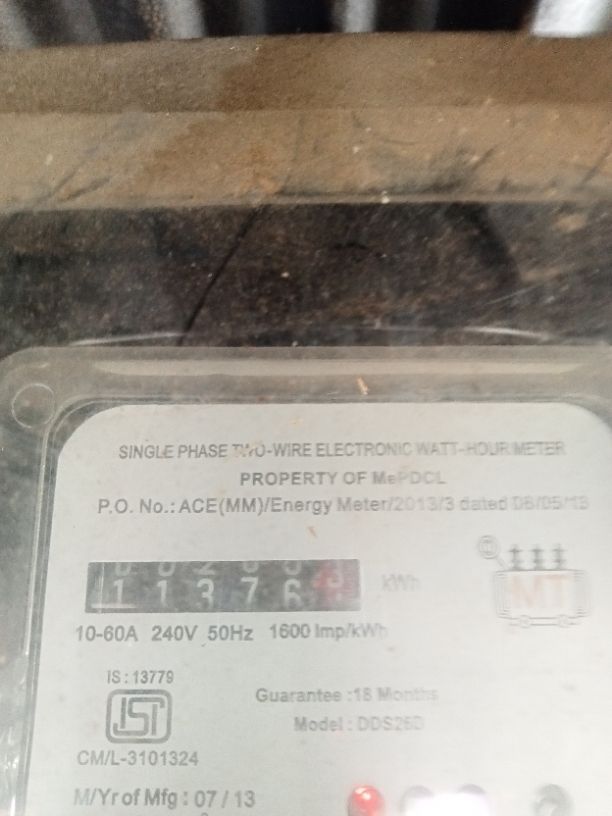 SINGLE PHASE TWO-WIRE ELECTRONIC WATT-HOUR METER
PROPERTY OF MePDCL
P.O. No.: ACE(MM)/Energy Meter/2013/3 dated 08/05/13
11376 kWh
MT
10-60A 240V 50Hz 1600 Imp/kWh
IS : 13779
ISI
Guarantee : 18 Months
Model : DDS26D
CM/L-3101324
M/Yr of Mfg : 07 / 13